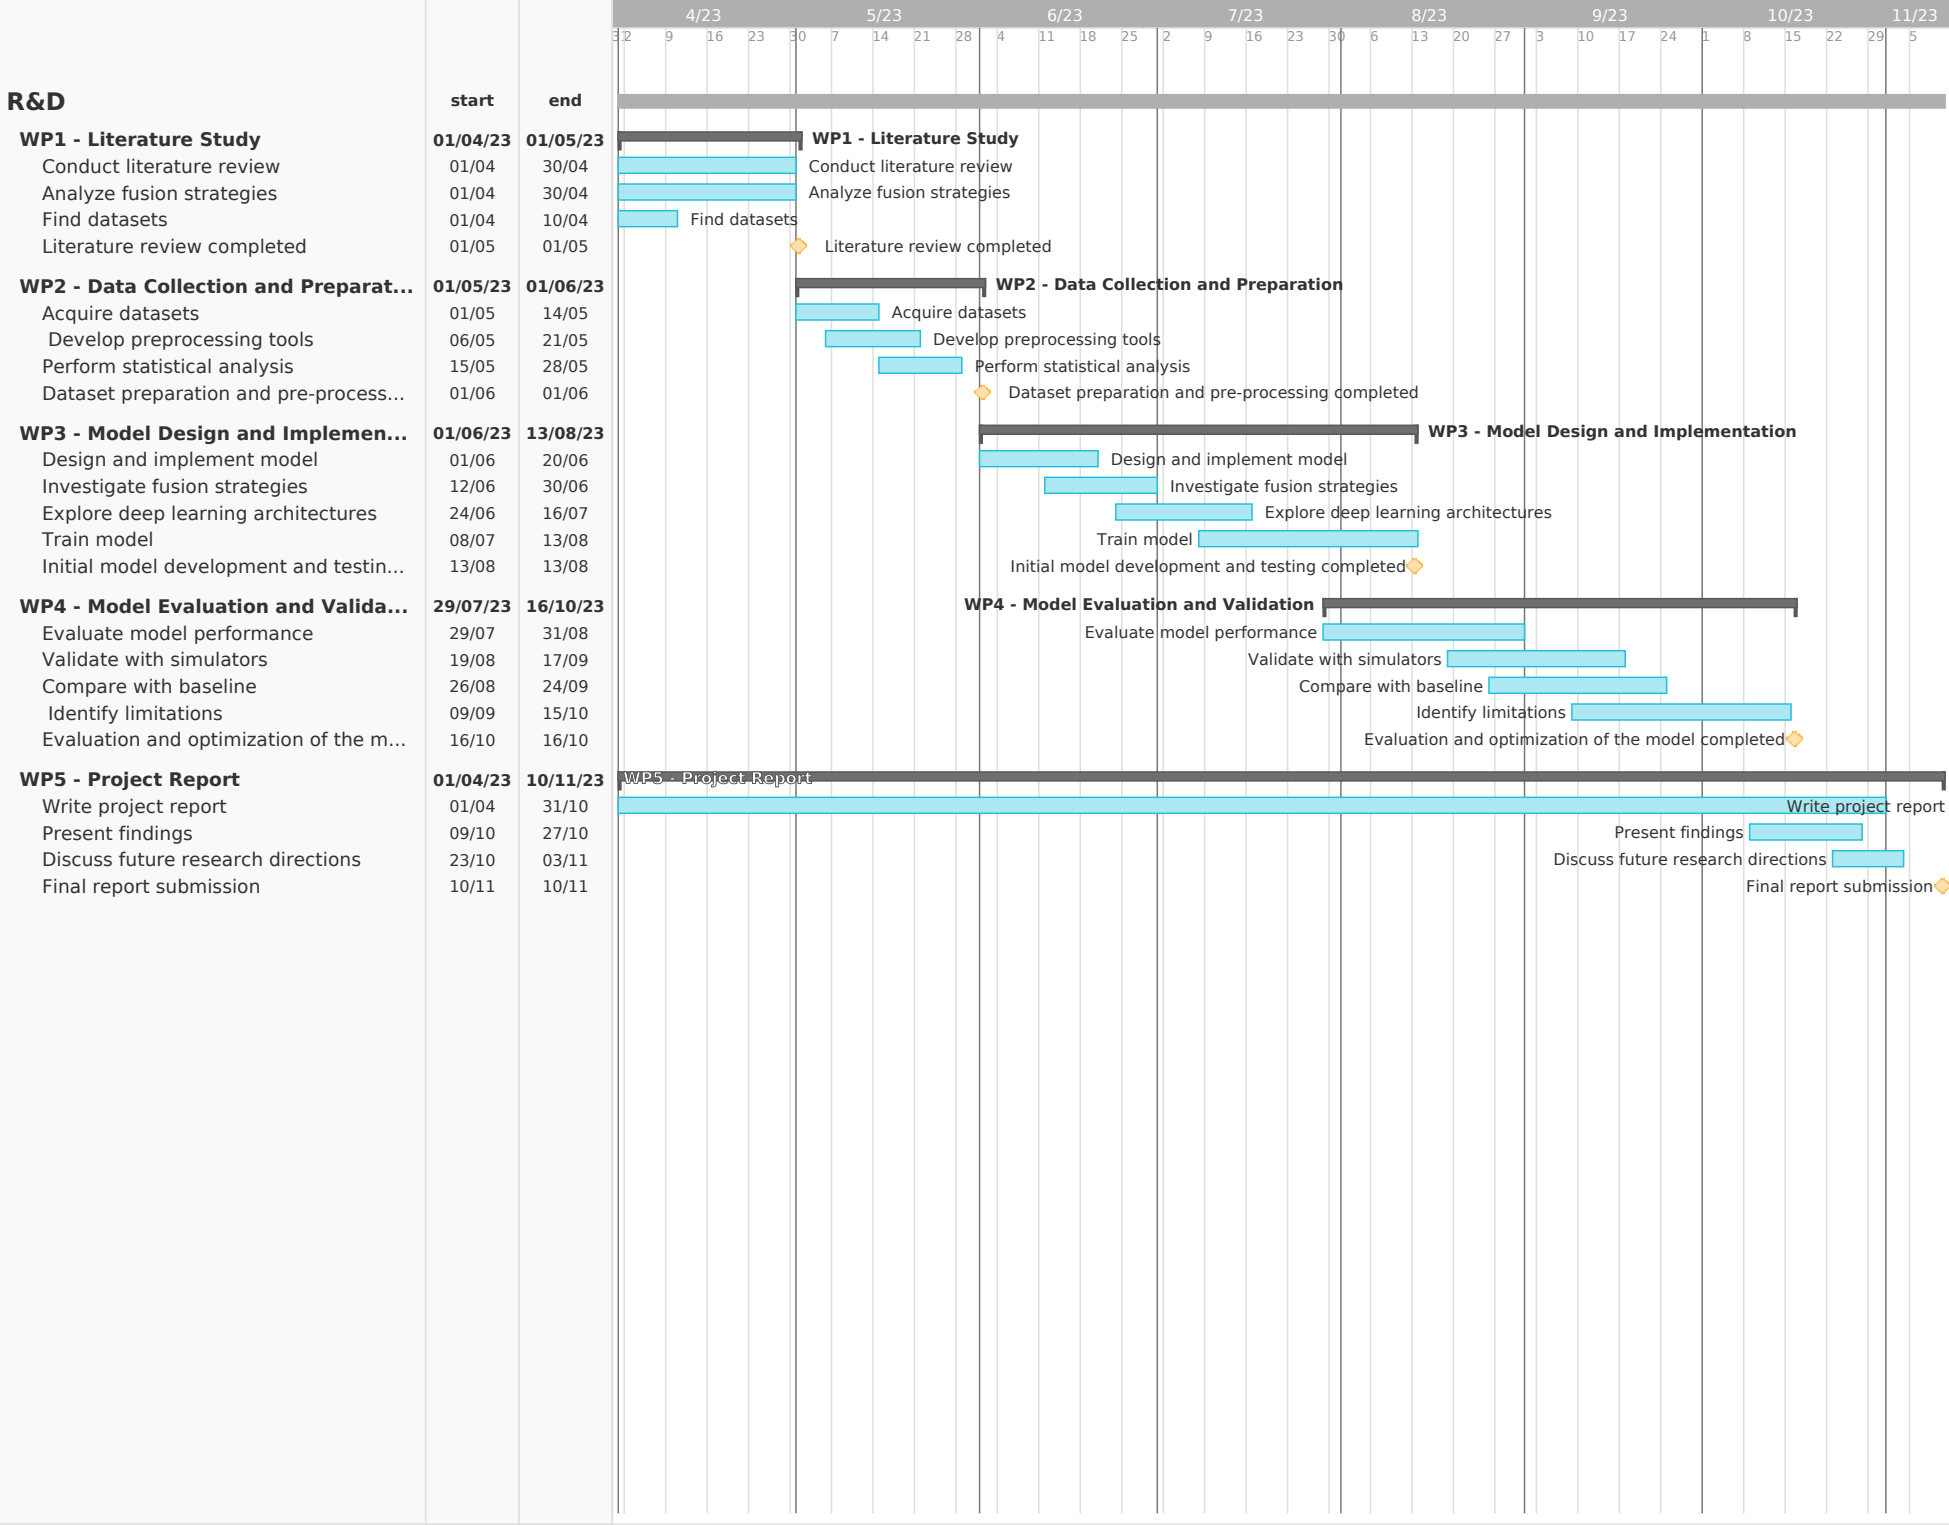 4/23 5/23 6/23 7/23 8/23 9/23 10/23 11/23
2 9 16 23 30 7 14 21 28 4 11 18 25 2 9 16 23 30 6 13 20 27 3 10 17 24 1 8 15 22 29 5
R&D start end
WP1 - Literature Study 01/04/23 01/05/23 WP1 - Literature Study
Conduct literature review 01/04 30/04 Conduct literature review
Analyze fusion strategies 01/04 30/04 Analyze fusion strategies
Find datasets 01/04 10/04 Find datasets
Literature review completed 01/05 01/05 Literature review completed
WP2 - Data Collection and Preparat... 01/05/23 01/06/23 WP2 - Data Collection and Preparation
Acquire datasets 01/05 14/05 Acquire datasets
Develop preprocessing tools 06/05 21/05 Develop preprocessing tools
Perform statistical analysis 15/05 28/05 Perform statistical analysis
Dataset preparation and pre-process... 01/06 01/06 Dataset preparation and pre-processing completed
WP3 - Model Design and Implemen... 01/06/23 13/08/23 WP3 - Model Design and Implementation
Design and implement model 01/06 20/06 Design and implement model
Investigate fusion strategies 12/06 30/06 Investigate fusion strategies
Explore deep learning architectures 24/06 16/07 Explore deep learning architectures
Train model 08/07 13/08 Train model
Initial model development and testin... 13/08 13/08 Initial model development and testing completed
WP4 - Model Evaluation and Valida... 29/07/23 16/10/23 WP4 - Model Evaluation and Validation
Evaluate model performance 29/07 31/08 Evaluate model performance
Validate with simulators 19/08 17/09 Validate with simulators
Compare with baseline 26/08 24/09 Compare with baseline
Identify limitations 09/09 15/10 Identify limitations
Evaluation and optimization of the m... 16/10 16/10 Evaluation and optimization of the model completed
WP5 - Project Report 01/04/23 10/11/23 WP5 - Project Report
Write project report 01/04 31/10 Write project report
Present findings 09/10 27/10 Present findings
Discuss future research directions 23/10 03/11 Discuss future research directions
Final report submission 10/11 10/11 Final report submission